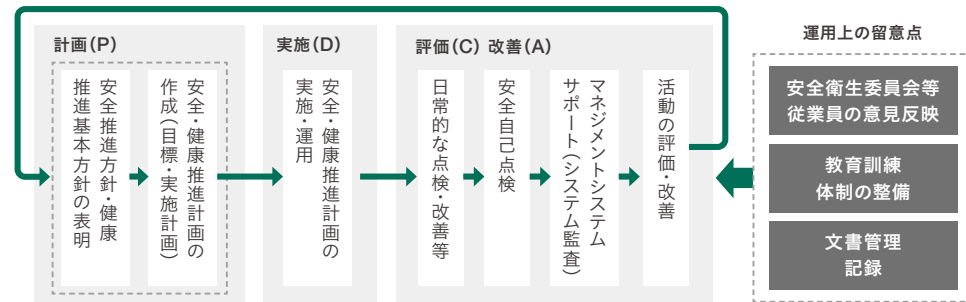 計画(P)
安全推進方針・健康
推進基本方針の表明
安全・健康推進計画の
作成(目標・実施計画)
実施(D)
安全・健康推進計画の
実施・運用
評価(C) 改善(A)
日常的な点検・改善等
安全自己点検
マネジメントシステム
サポート(システム監査)
活動の評価・改善
運用上の留意点
安全衛生委員会等
従業員の意見反映
教育訓練
体制の整備
文書管理
記録